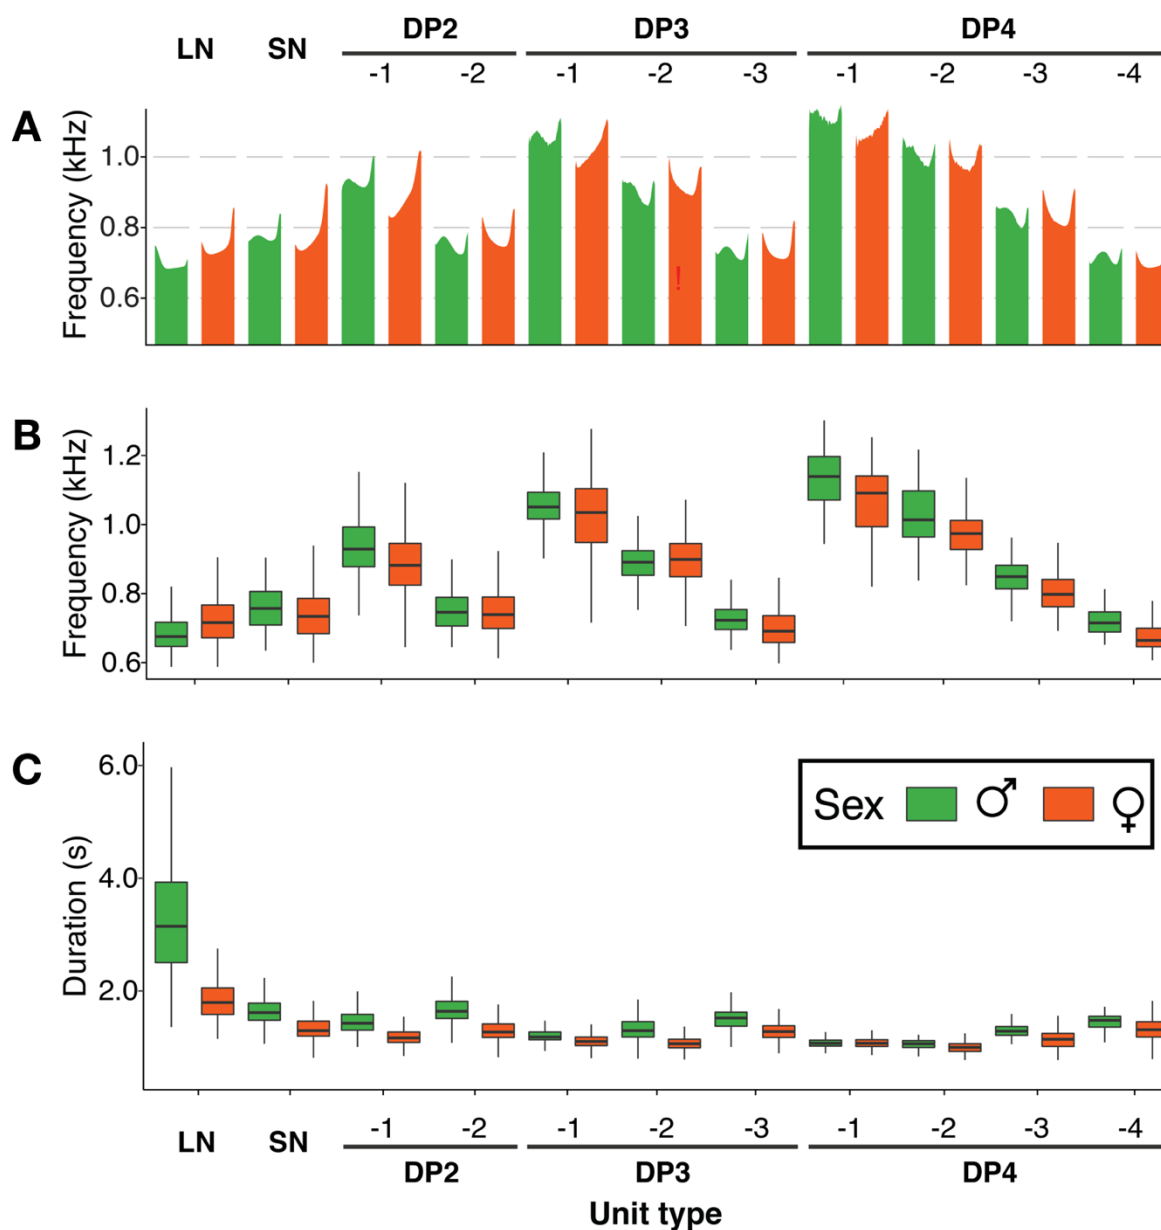 LN SN DP2 DP3 DP4
-1 -2 -1 -2 -3 -1 -2 -3 -4
A
Frequency (kHz)
1.0
0.8
0.6
!
B
Frequency (kHz)
1.2
1.0
0.8
0.6
C
Duration (s)
6.0
4.0
2.0
Sex ♂ ♀
-1 -2 -1 -2 -3 -1 -2 -3 -4
LN SN DP2 DP3 DP4
Unit type